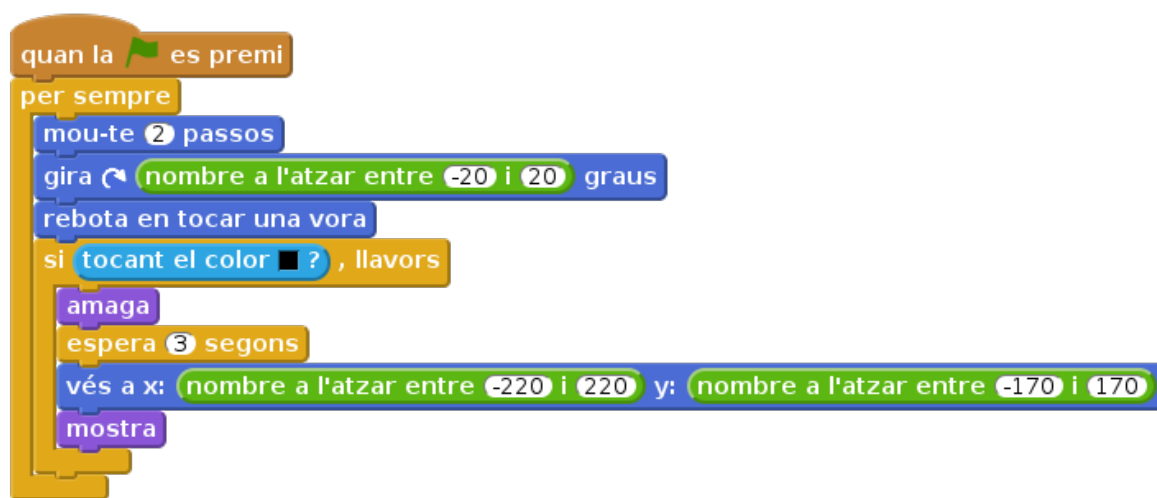 quan la es premi
per sempre
mou-te 2 passos
gira nombre a l'atzar entre -20 i 20 graus
rebota en tocar una vora
si tocant el color ? , llavors
amaga
espera 3 segons
vés a x: nombre a l'atzar entre -220 i 220 y: nombre a l'atzar entre -170 i 170
mostra